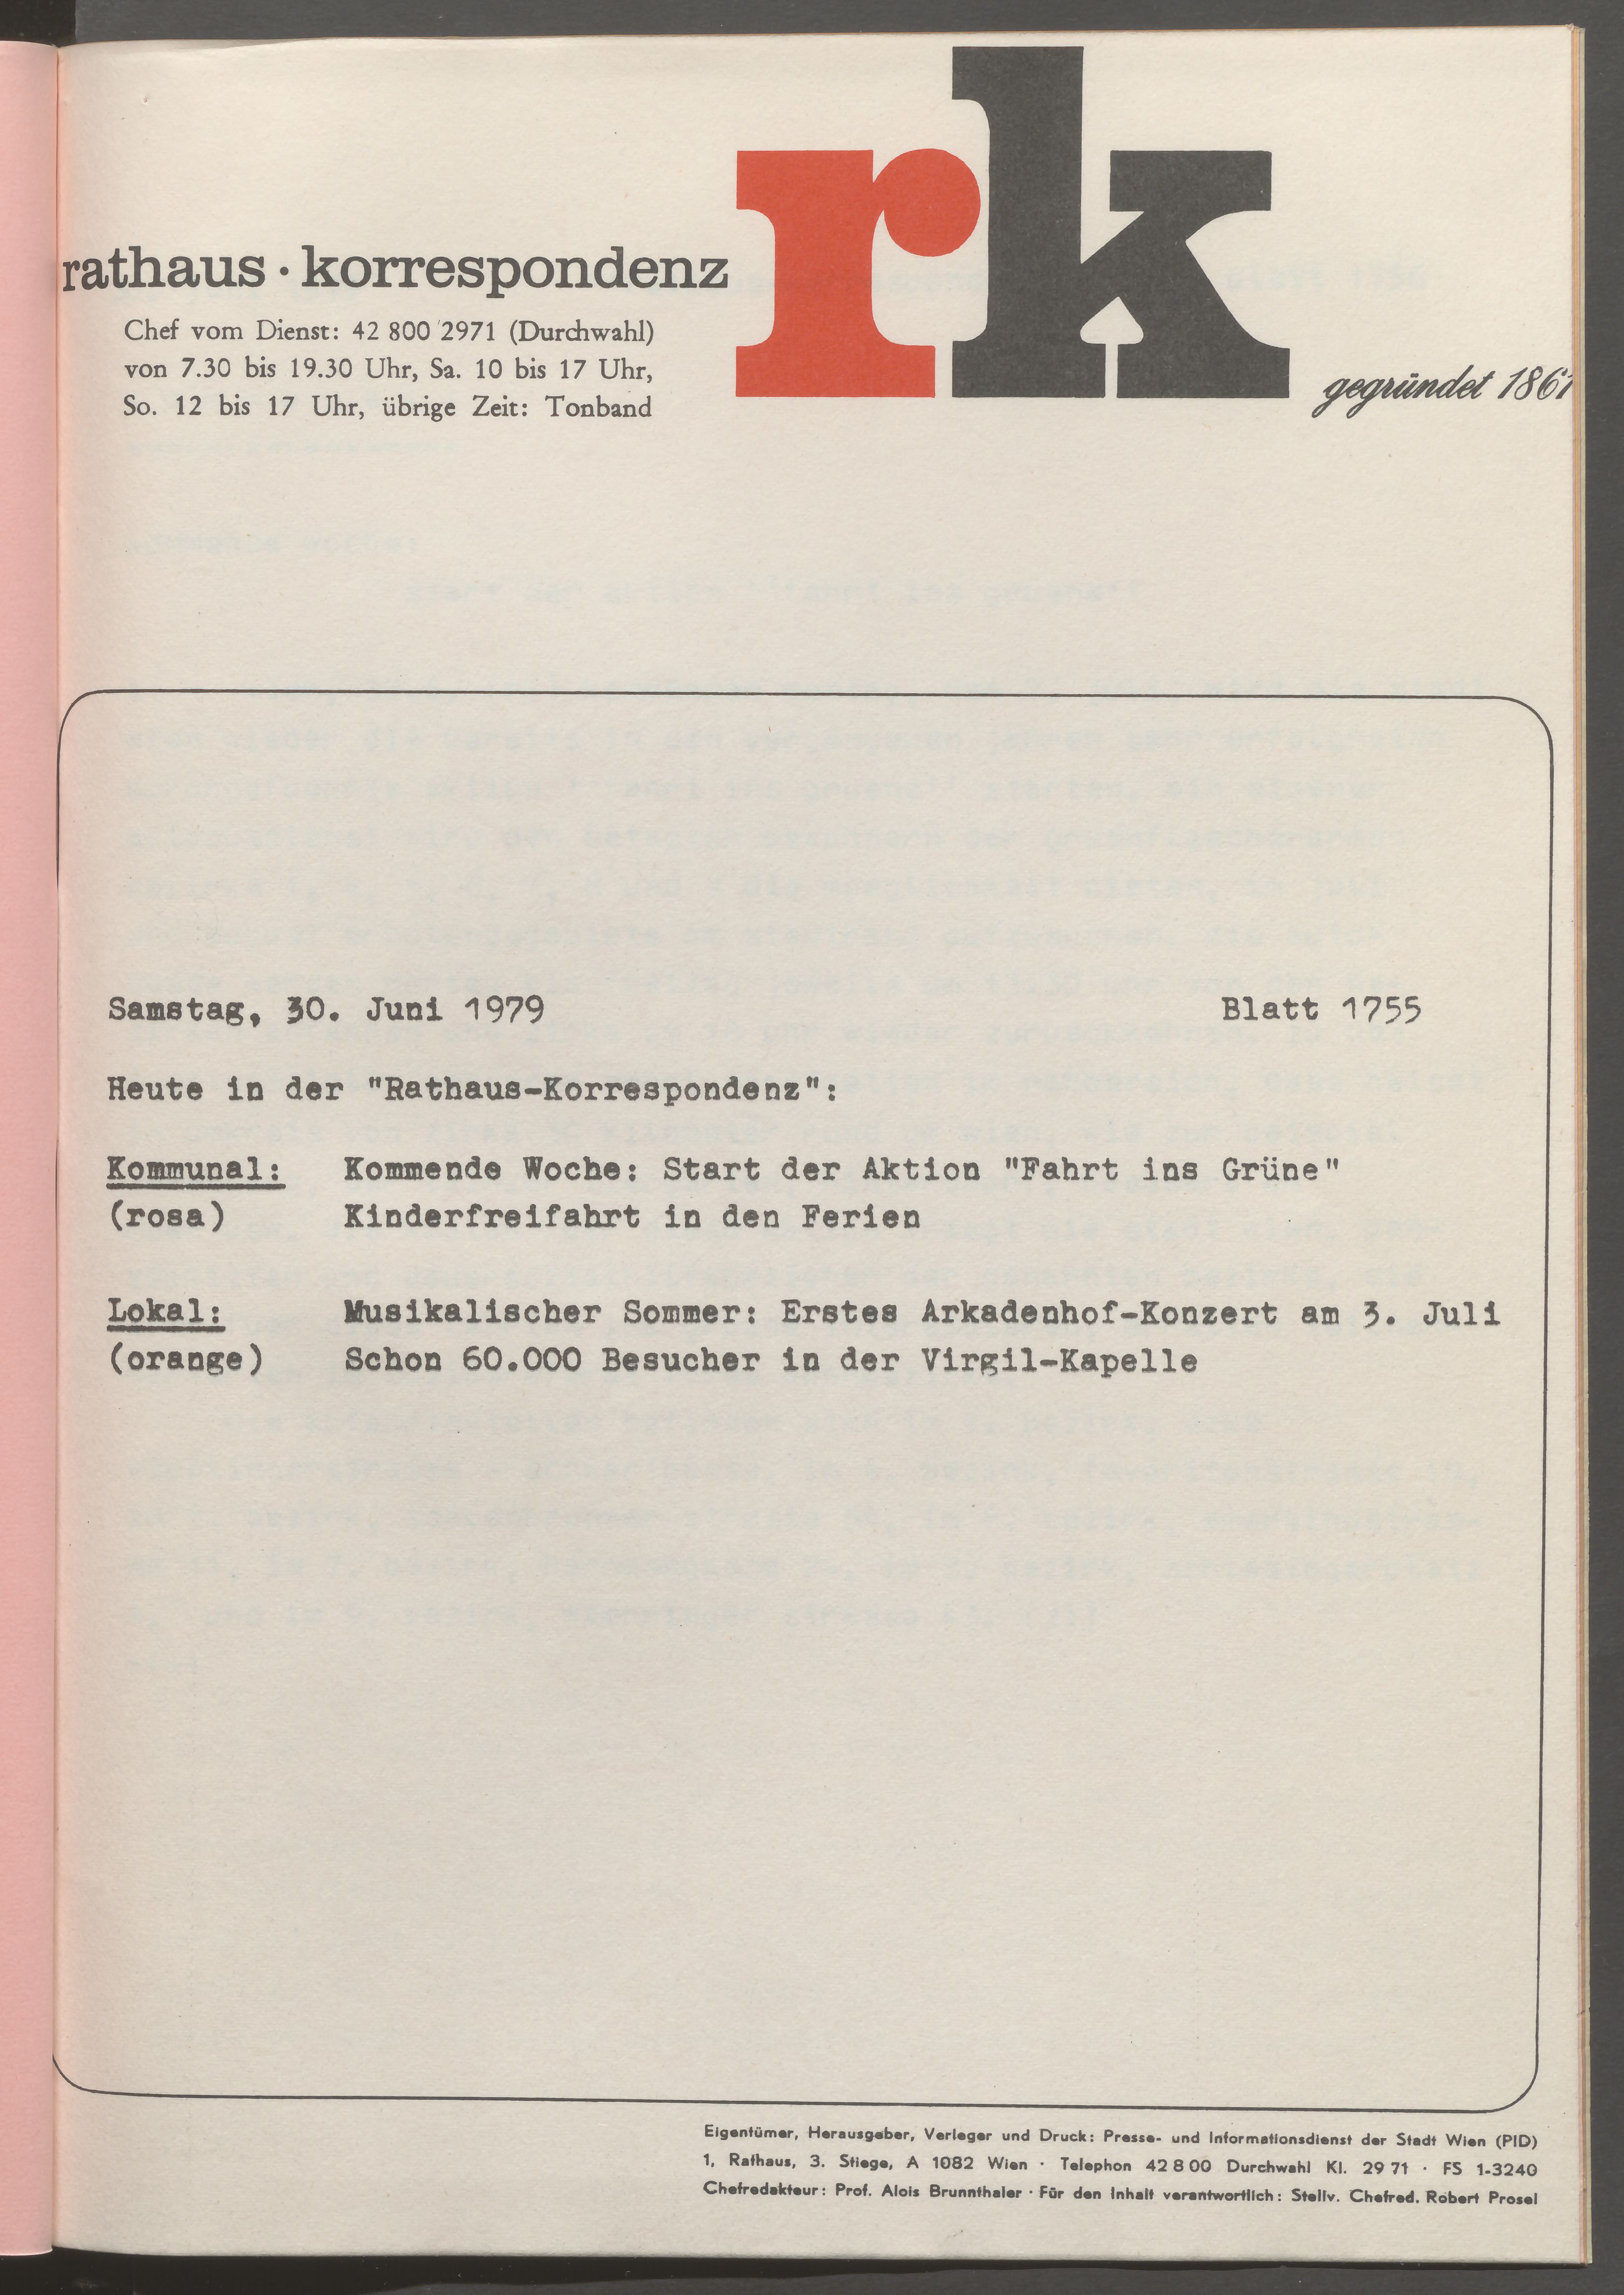 rk
rathaus · korrespondenz
Chef vom Dienst: 42 800 2971 (Durchwahl)
von 7.30 bis 19.30 Uhr, Sa. 10 bis 17 Uhr,
So. 12 bis 17 Uhr, übrige Zeit: Tonband
gegründet 1861
Samstag, 30. Juni 1979 Blatt 1755
Heute in der "Rathaus-Korrespondenz":
Kommunal: Kommende Woche: Start der Aktion "Fahrt ins Grüne"
(rosa) Kinderfreifahrt in den Ferien
Lokal: Musikalischer Sommer: Erstes Arkadenhof-Konzert am 3. Juli
(orange) Schon 60.000 Besucher in der Virgil-Kapelle
Eigentümer, Herausgeber, Verleger und Druck: Presse- und Informationsdienst der Stadt Wien (PID)
1, Rathaus, 3. Stiege, A 1082 Wien · Telephon 42 8 00 Durchwahl Kl. 29 71 · FS 1-3240
Chefredakteur: Prof. Alois Brunnthaler · Für den Inhalt verantwortlich: Stellv. Chefred. Robert Prosel